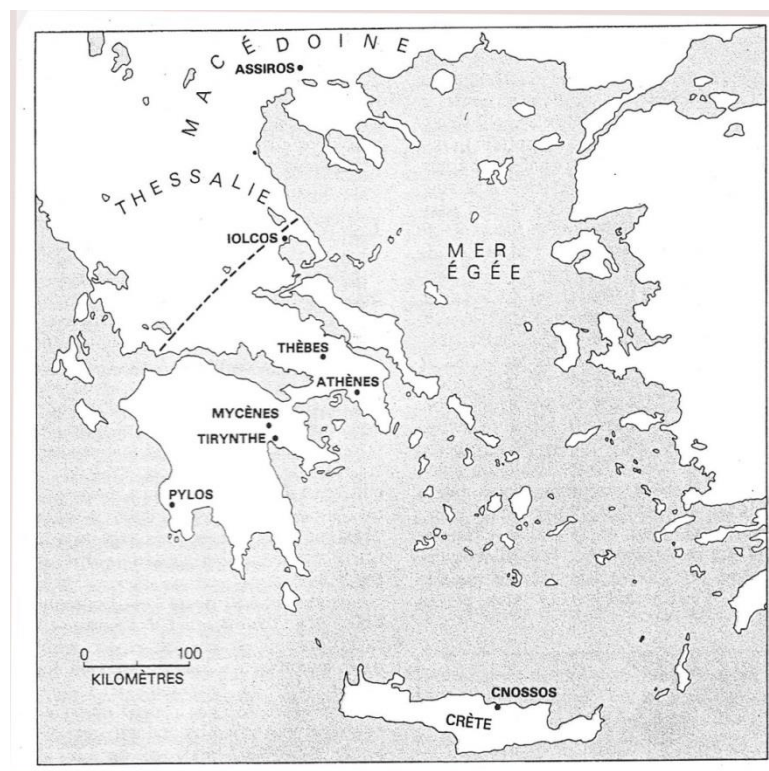 MACÉDOINE
ASSIROS
THESSALIE
IOLCOS
MER
ÉGÉE
THÈBES
ATHÈNES
MYCÈNES
TIRYNTHE
PYLOS
0 100
KILOMÈTRES
CNOSSOS
CRÈTE